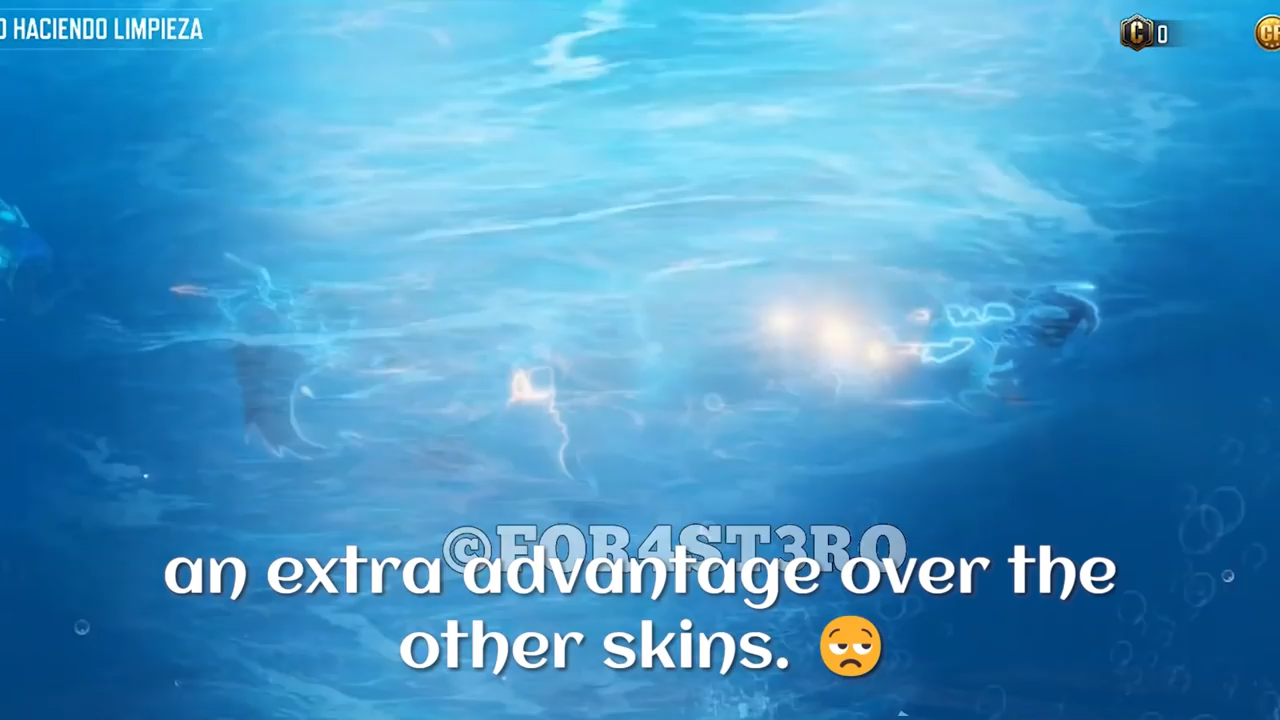 O HACIENDO LIMPIEZA
0
©FOR4ST3RO
an extra advantage over the
other skins. 😔